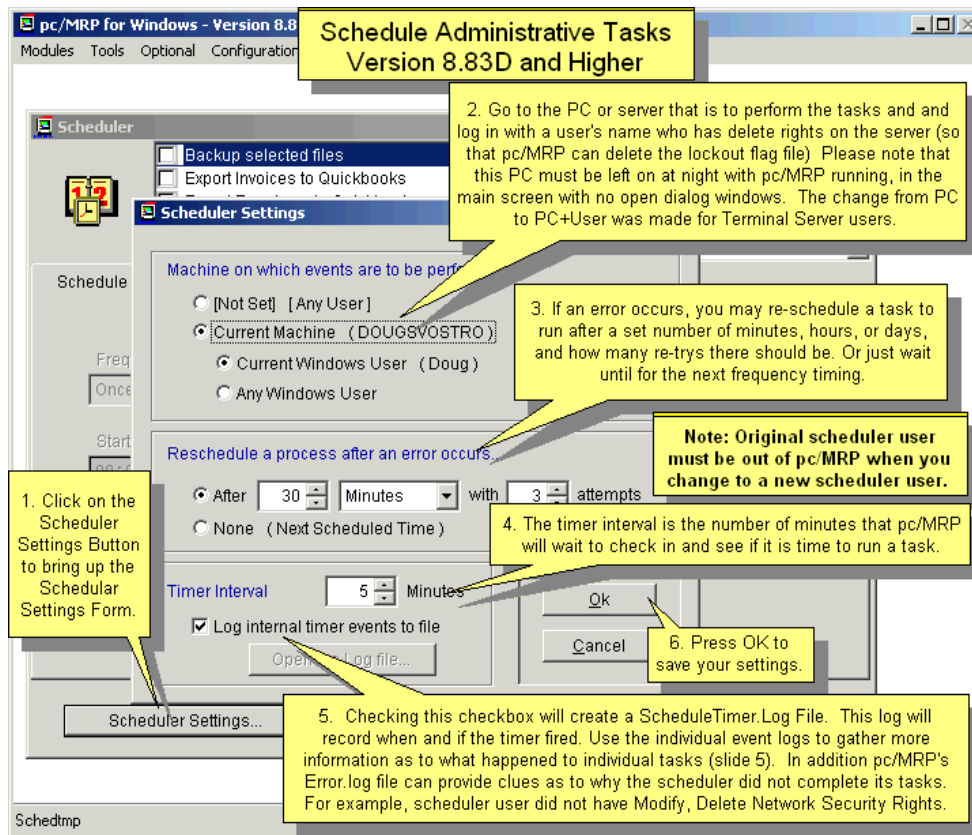 pc/MRP for Windows - Version 8.8
Modules Tools Optional Configuration
Schedule Administrative Tasks
Version 8.83D and Higher
2. Go to the PC or server that is to perform the tasks and and
log in with a user's name who has delete rights on the server (so
that pc/MRP can delete the lockout flag file) Please note that
this PC must be left on at night with pc/MRP running, in the
main screen with no open dialog windows. The change from PC
to PC+User was made for Terminal Server users.
Scheduler
Backup selected files
Export Invoices to Quickbooks
Scheduler Settings
Schedule
Freq
Once
Start
Machine on which events are to be perf
[Not Set] [Any User]
Current Machine (DOUGSVOSTRO)
Current Windows User (Doug)
Any Windows User
3. If an error occurs, you may re-schedule a task to
run after a set number of minutes, hours, or days,
and how many re-trys there should be. Or just wait
until for the next frequency timing.
Note: Original scheduler user
must be out of pc/MRP when you
change to a new scheduler user.
Reschedule a process after an error occurs..
After 30 Minutes with 3 attempts
None (Next Scheduled Time)
1. Click on the
Scheduler
Settings Button
to bring up the
Schedular
Settings Form.
4. The timer interval is the number of minutes that pc/MRP
will wait to check in and see if it is time to run a task.
Timer Interval 5 Minutes
Log internal timer events to file
Log file...
Ok
Cancel
6. Press OK to
save your settings.
Scheduler Settings...
5. Checking this checkbox will create a ScheduleTimer.Log File. This log will
record when and if the timer fired. Use the individual event logs to gather more
information as to what happened to individual tasks (slide 5). In addition pc/MRP's
Error.log file can provide clues as to why the scheduler did not complete its tasks.
For example, scheduler user did not have Modify, Delete Network Security Rights.
Schedtmp